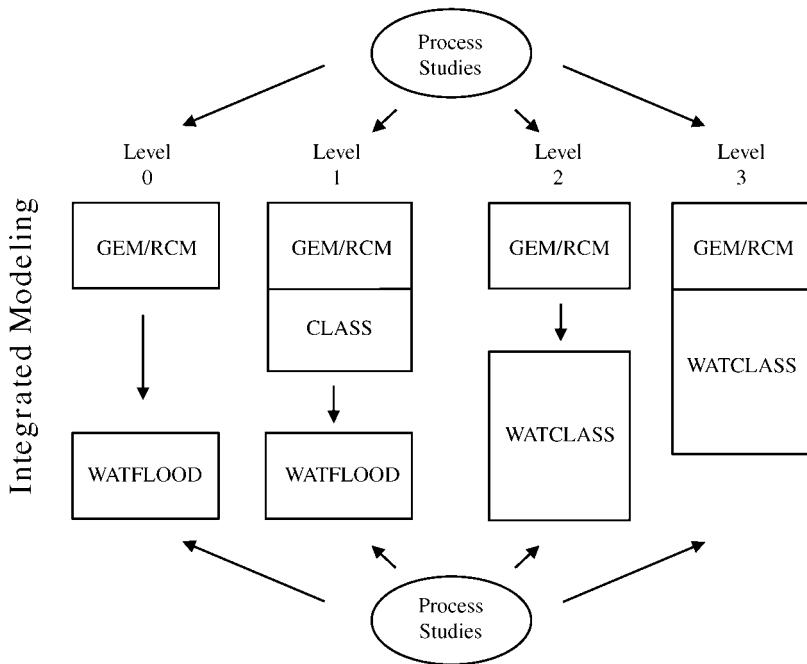 Process
Studies
Level
0
Level
1
Level
2
Level
3
Integrated Modeling
GEM/RCM
GEM/RCM
GEM/RCM
GEM/RCM
CLASS
WATCLASS
WATCLASS
WATFLOOD
WATFLOOD
Process
Studies